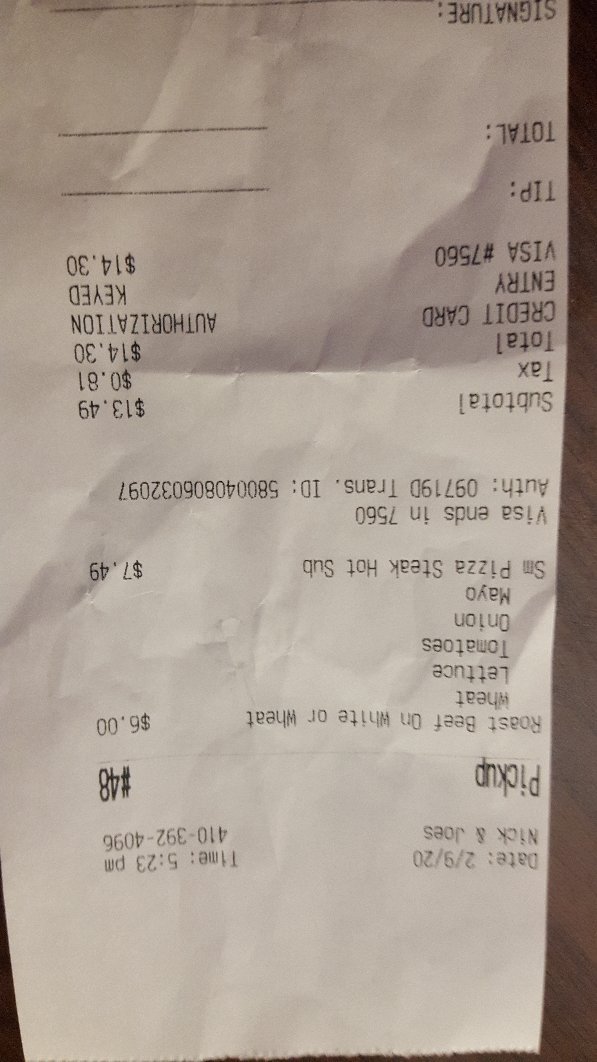 Date: 2/9/20 Time: 5:23 pm
Nick & Joes 410-392-4096
Pickup #48
Roast Beef On White or Wheat $6.00
Wheat
Lettuce
Tomatoes
Onion
Mayo
Sm Pizza Steak Hot Sub $7.49
Visa ends in 7560
Auth: 09719D Trans. ID: 580040806032097
Subtotal $13.49
Tax $0.81
Total $14.30
CREDIT CARD AUTHORIZATION
ENTRY KEYED
VISA #7560 $14.30
TIP:
TOTAL:
SIGNATURE: